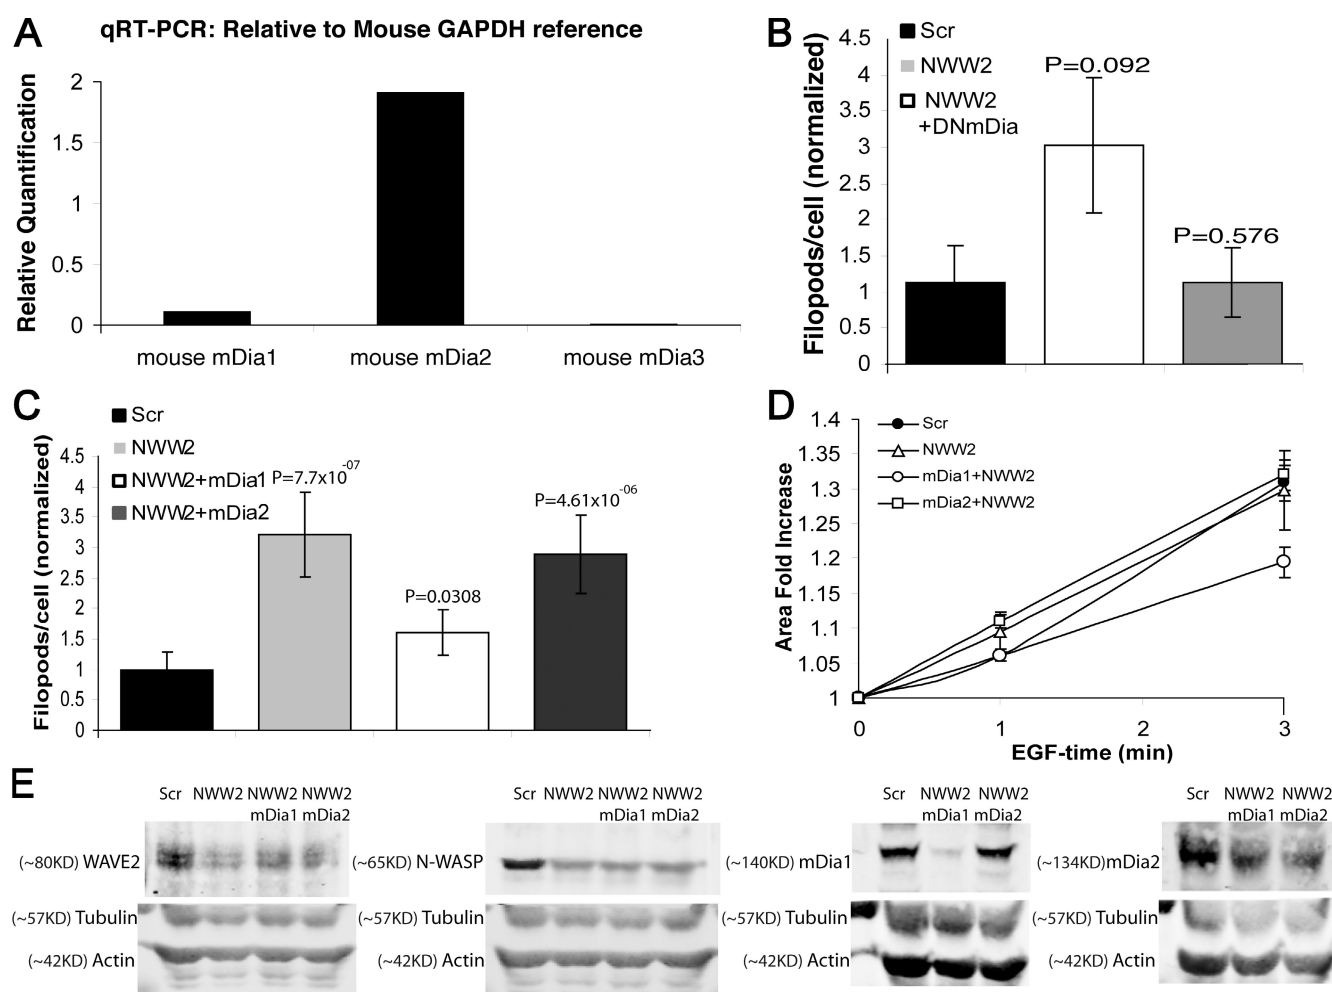 A
qRT-PCR: Relative to Mouse GAPDH reference
Relative Quantification
2
1.5
1
0.5
0
mouse mDia1 mouse mDia2 mouse mDia3
B
Filopods/cell (normalized)
4.5
4
3.5
3
2.5
2
1.5
1
0.5
0
Scr
NWW2
NWW2
+DNmDia
P=0.092
P=0.576
C
Scr
NWW2
NWW2+mDia1
NWW2+mDia2
Filopods/cell (normalized)
4.5
4
3.5
3
2.5
2
1.5
1
0.5
0
P=7.7x10-07
P=0.0308
P=4.61x10-06
D
Area Fold Increase
1.4
1.35
1.3
1.25
1.2
1.15
1.1
1.05
1
Scr
NWW2
mDia1+NWW2
mDia2+NWW2
0 1 2 3
EGF-time (min)
E
Scr NWW2 NWW2 NWW2
mDia1 mDia2
(~80KD) WAVE2
(~57KD) Tubulin
(~42KD) Actin
Scr NWW2 NWW2 NWW2
mDia1 mDia2
(~65KD) N-WASP
(~57KD) Tubulin
(~42KD) Actin
Scr NWW2 NWW2
mDia1 mDia2
(~140KD) mDia1
(~57KD) Tubulin
(~42KD) Actin
Scr NWW2 NWW2
mDia1 mDia2
(~134KD)mDia2
(~57KD) Tubulin
(~42KD) Actin